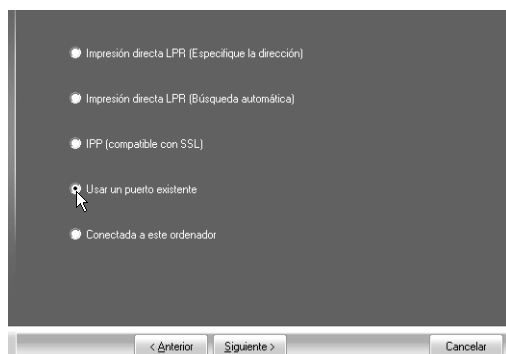 Impresión directa LPR (Especifique la dirección)
Impresión directa LPR (Búsqueda automática)
IPP (compatible con SSL)
Usar un puerto existente
Conectada a este ordenador
< Anterior Siguiente > Cancelar